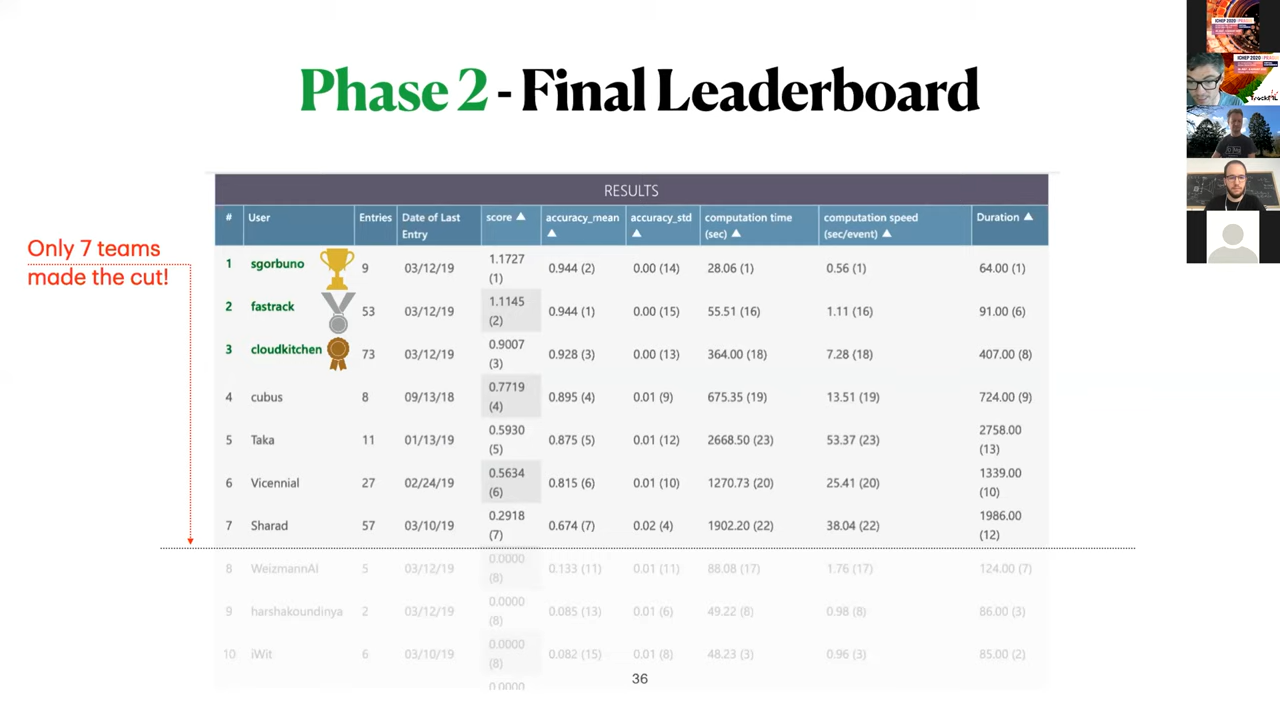 Phase 2 - Final Leaderboard
Only 7 teams
made the cut!
RESULTS
# User Entries Date of Last Entry score ▲ accuracy_mean ▲ accuracy_std ▲ computation time (sec) ▲ computation speed (sec/event) ▲ Duration ▲
1 sgorbuno 9 03/12/19 1.1727 (1) 0.944 (2) 0.00 (14) 28.06 (1) 0.56 (1) 64.00 (1)
2 fastrack 53 03/12/19 1.1145 (2) 0.944 (1) 0.00 (15) 55.51 (16) 1.11 (16) 91.00 (6)
3 cloudkitchen 73 03/12/19 0.9007 (3) 0.928 (3) 0.00 (13) 364.00 (18) 7.28 (18) 407.00 (8)
4 cubus 8 09/13/18 0.7719 (4) 0.895 (4) 0.01 (9) 675.35 (19) 13.51 (19) 724.00 (9)
5 Taka 11 01/13/19 0.5930 (5) 0.875 (5) 0.01 (12) 2668.50 (23) 53.37 (23) 2758.00 (13)
6 Vicennial 27 02/24/19 0.5634 (6) 0.815 (6) 0.01 (10) 1270.73 (20) 25.41 (20) 1339.00 (10)
7 Sharad 57 03/10/19 0.2918 (7) 0.674 (7) 0.02 (4) 1902.20 (22) 38.04 (22) 1986.00 (12)
8 WeizmannAI 5 03/12/19 0.0000 (8) 0.133 (11) 0.01 (11) 88.08 (17) 1.76 (17) 124.00 (7)
9 harshakoundinya 2 03/12/19 0.0000 (8) 0.085 (13) 0.01 (6) 49.22 (8) 0.98 (8) 86.00 (3)
10 iWit 6 03/10/19 0.0000 (8) 0.082 (15) 0.01 (8) 48.23 (3) 0.96 (3) 85.00 (2)
0.0000
36
ICHEP 2020
ICHEP 2020